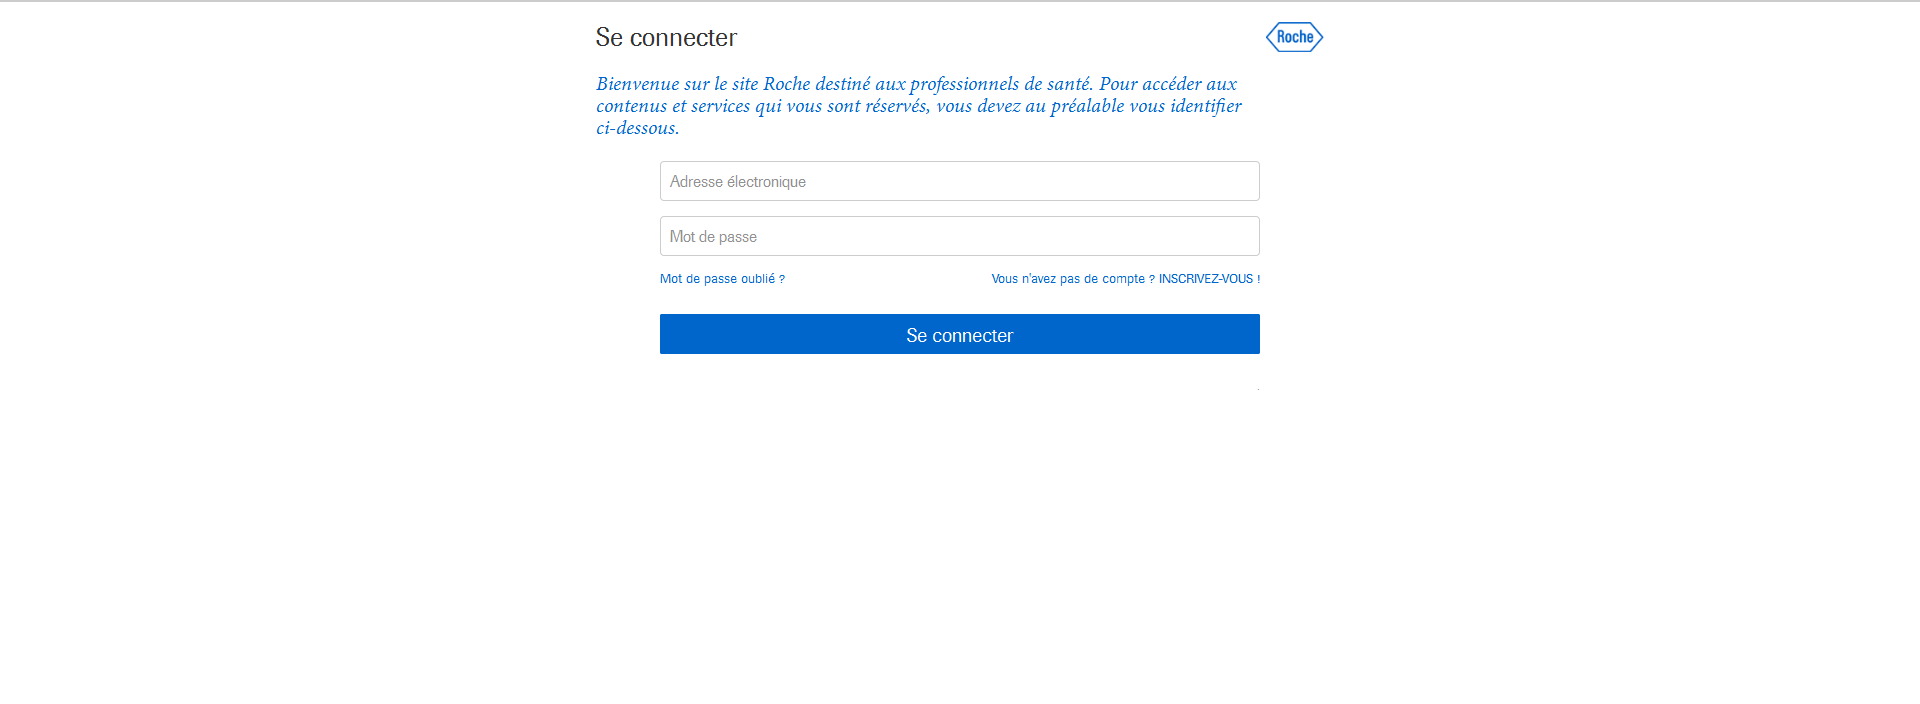 Se connecter
Roche
Bienvenue sur le site Roche destiné aux professionnels de santé. Pour accéder aux
contenus et services qui vous sont réservés, vous devez au préalable vous identifier
ci-dessous.
Adresse électronique
Mot de passe
Mot de passe oublié ?
Vous n'avez pas de compte ? INSCRIVEZ-VOUS !
Se connecter
.